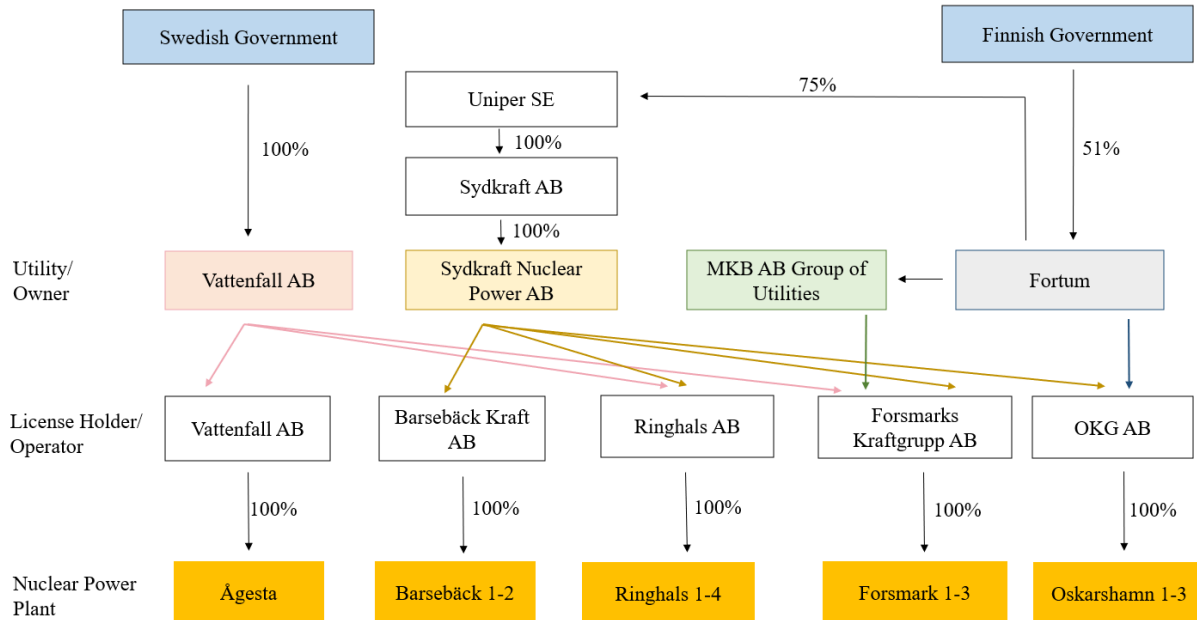 Swedish Government
Finnish Government
Uniper SE
75%
100%
100%
51%
Sydkraft AB
100%
Utility/
Owner
Vattenfall AB
Sydkraft Nuclear
Power AB
MKB AB Group of
Utilities
Fortum
License Holder/
Operator
Vattenfall AB
Barsebäck Kraft
AB
Ringhals AB
Forsmarks
Kraftgrupp AB
OKG AB
100%
100%
100%
100%
100%
Nuclear Power
Plant
Ågesta
Barsebäck 1-2
Ringhals 1-4
Forsmark 1-3
Oskarshamn 1-3